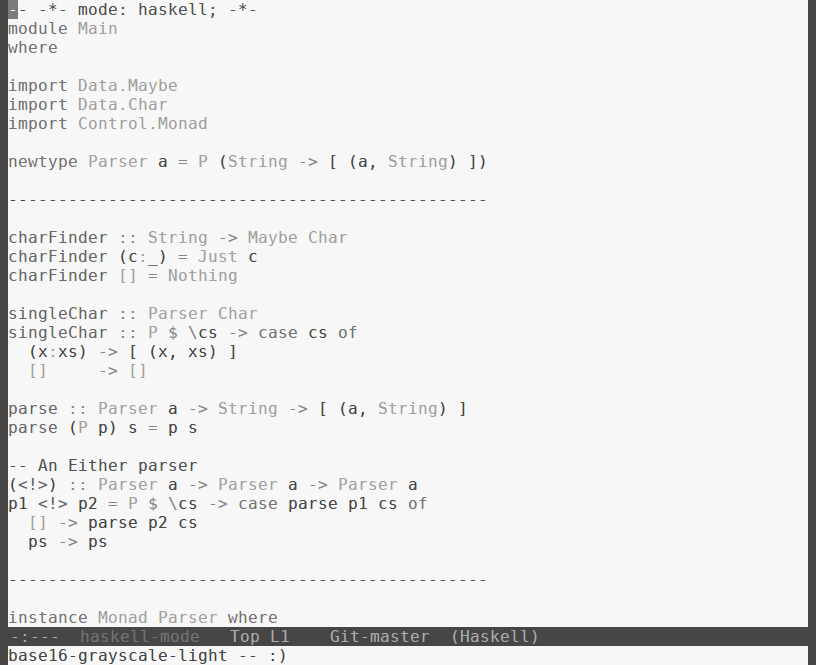 -- -*- mode: haskell; -*-
module Main
where

import Data.Maybe
import Data.Char
import Control.Monad

newtype Parser a = P (String -> [ (a, String) ])

------------------------------------------------

charFinder :: String -> Maybe Char
charFinder (c:_) = Just c
charFinder [] = Nothing

singleChar :: Parser Char
singleChar :: P $ \cs -> case cs of
  (x:xs) -> [ (x, xs) ]
  []     -> []

parse :: Parser a -> String -> [ (a, String) ]
parse (P p) s = p s

-- An Either parser
(<!>) :: Parser a -> Parser a -> Parser a
p1 <!> p2 = P $ \cs -> case parse p1 cs of
  [] -> parse p2 cs
  ps -> ps

------------------------------------------------

instance Monad Parser where
-:---  haskell-mode   Top L1    Git-master  (Haskell)
base16-grayscale-light -- :)